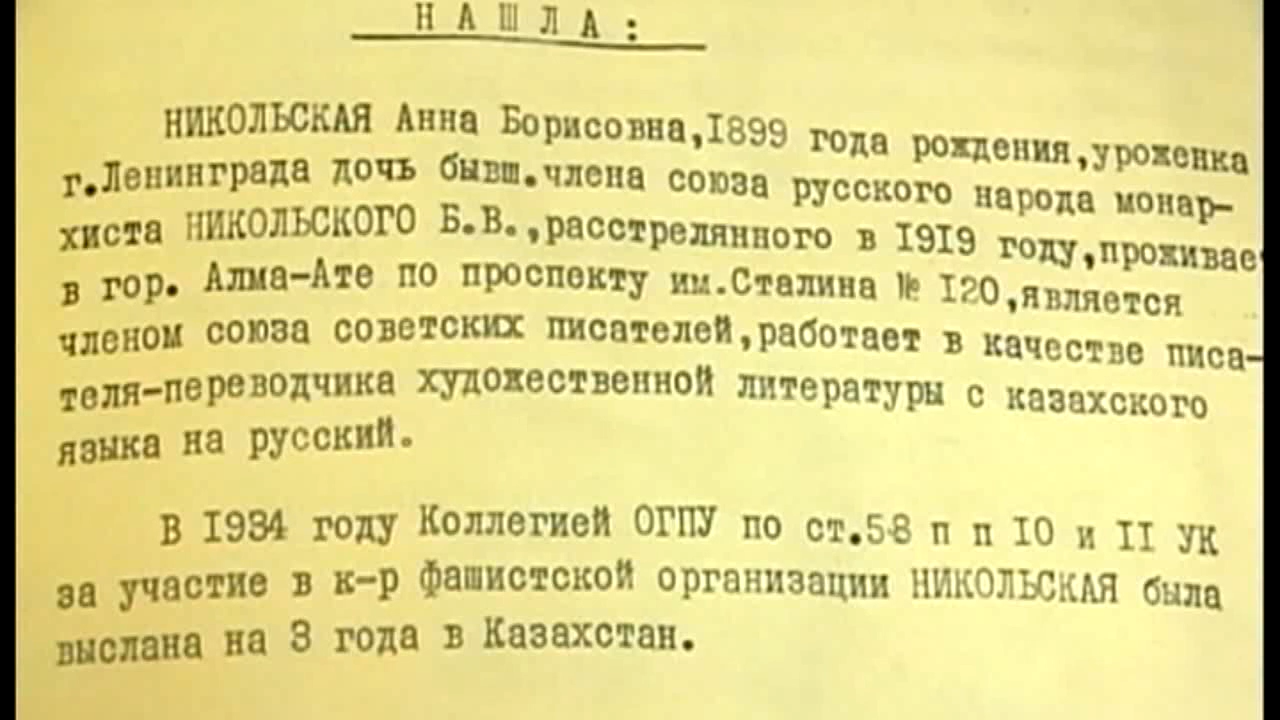 НАШЛА:
НИКОЛЬСКАЯ Анна Борисовна,1899 года рождения,уроженка
г.Ленинграда дочь бывш.члена союза русского народа монар-
хиста НИКОЛЬСКОГО Б.В.,расстрелянного в 1919 году,проживает
в гор. Алма-Ате по проспекту им.Сталина № 120,является
членом союза советских писателей,работает в качестве писа-
теля-переводчика художественной литературы с казахского
языка на русский.
В 1934 году Коллегией ОГПУ по ст.58 п п 10 и 11 УК
за участие в к-р фашистской организации НИКОЛЬСКАЯ была
выслана на 3 года в Казахстан.